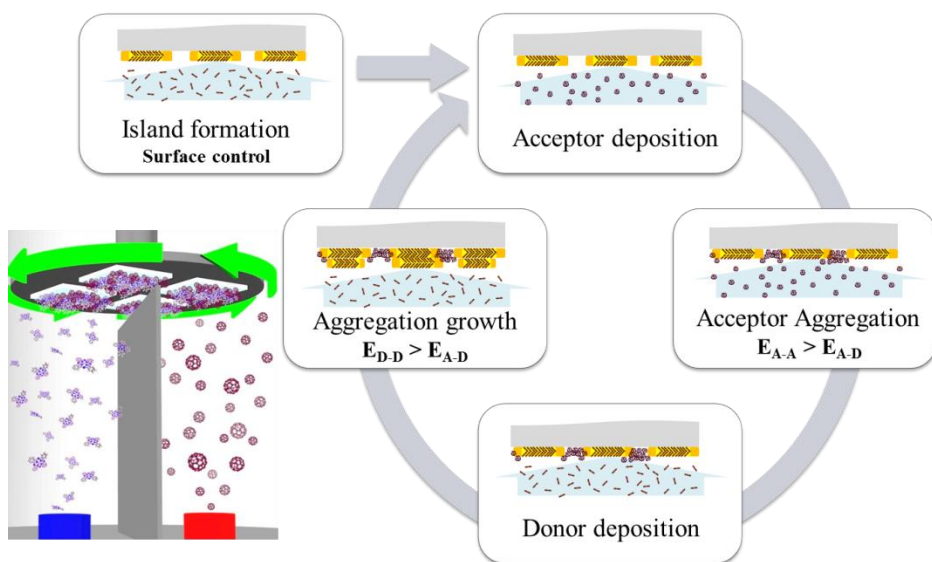 Island formation
Surface control
Acceptor deposition
Acceptor Aggregation
E_A-A > E_A-D
Donor deposition
Aggregation growth
E_D-D > E_A-D